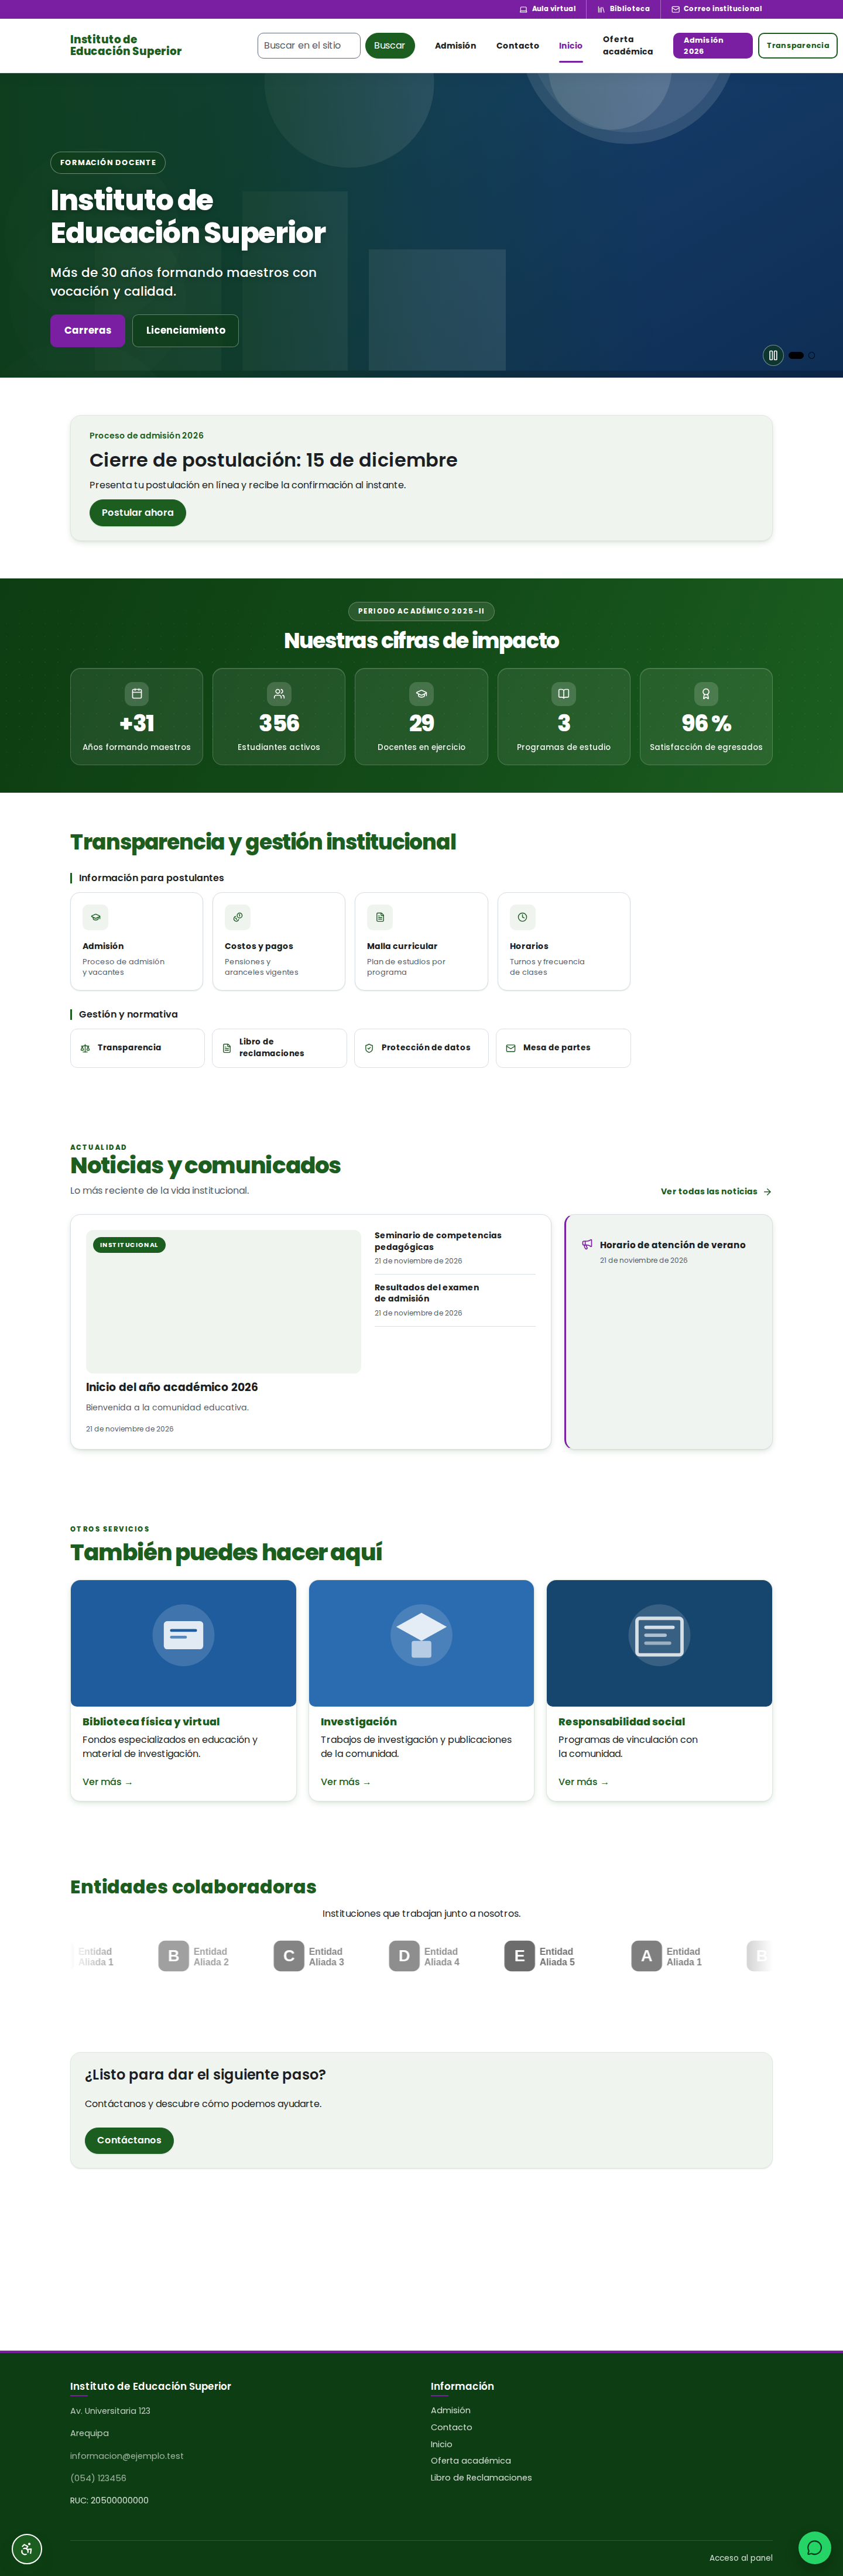 Aula virtual
Biblioteca
Correo institucional
Instituto de
Educación Superior
Buscar en el sitio
Buscar
Admisión
Contacto
Inicio
Oferta
académica
Admisión
2026
Transparencia
FORMACIÓN DOCENTE
Instituto de
Educación Superior
Más de 30 años formando maestros con
vocación y calidad.
Carreras
Licenciamiento
Proceso de admisión 2026
Cierre de postulación: 15 de diciembre
Presenta tu postulación en línea y recibe la confirmación al instante.
Postular ahora
PERIODO ACADÉMICO 2025-II
Nuestras cifras de impacto
+31
Años formando maestros
356
Estudiantes activos
29
Docentes en ejercicio
3
Programas de estudio
96 %
Satisfacción de egresados
Transparencia y gestión institucional
Información para postulantes
Admisión
Proceso de admisión
y vacantes
Costos y pagos
Pensiones y
aranceles vigentes
Malla curricular
Plan de estudios por
programa
Horarios
Turnos y frecuencia
de clases
Gestión y normativa
Transparencia
Libro de
reclamaciones
Protección de datos
Mesa de partes
ACTUALIDAD
Noticias y comunicados
Lo más reciente de la vida institucional.
Ver todas las noticias →
INSTITUCIONAL
Inicio del año académico 2026
Bienvenida a la comunidad educativa.
21 de noviembre de 2026
Seminario de competencias
pedagógicas
21 de noviembre de 2026
Resultados del examen
de admisión
21 de noviembre de 2026
Horario de atención de verano
21 de noviembre de 2026
OTROS SERVICIOS
También puedes hacer aquí
Biblioteca física y virtual
Fondos especializados en educación y
material de investigación.
Ver más →
Investigación
Trabajos de investigación y publicaciones
de la comunidad.
Ver más →
Responsabilidad social
Programas de vinculación con
la comunidad.
Ver más →
Entidades colaboradoras
Instituciones que trabajan junto a nosotros.
Entidad
Aliada 1
B
Entidad
Aliada 2
C
Entidad
Aliada 3
D
Entidad
Aliada 4
E
Entidad
Aliada 5
A
Entidad
Aliada 1
B
¿Listo para dar el siguiente paso?
Contáctanos y descubre cómo podemos ayudarte.
Contáctanos
Instituto de Educación Superior
Av. Universitaria 123
Arequipa
informacion@ejemplo.test
(054) 123456
RUC: 20500000000
Información
Admisión
Contacto
Inicio
Oferta académica
Libro de Reclamaciones
Acceso al panel